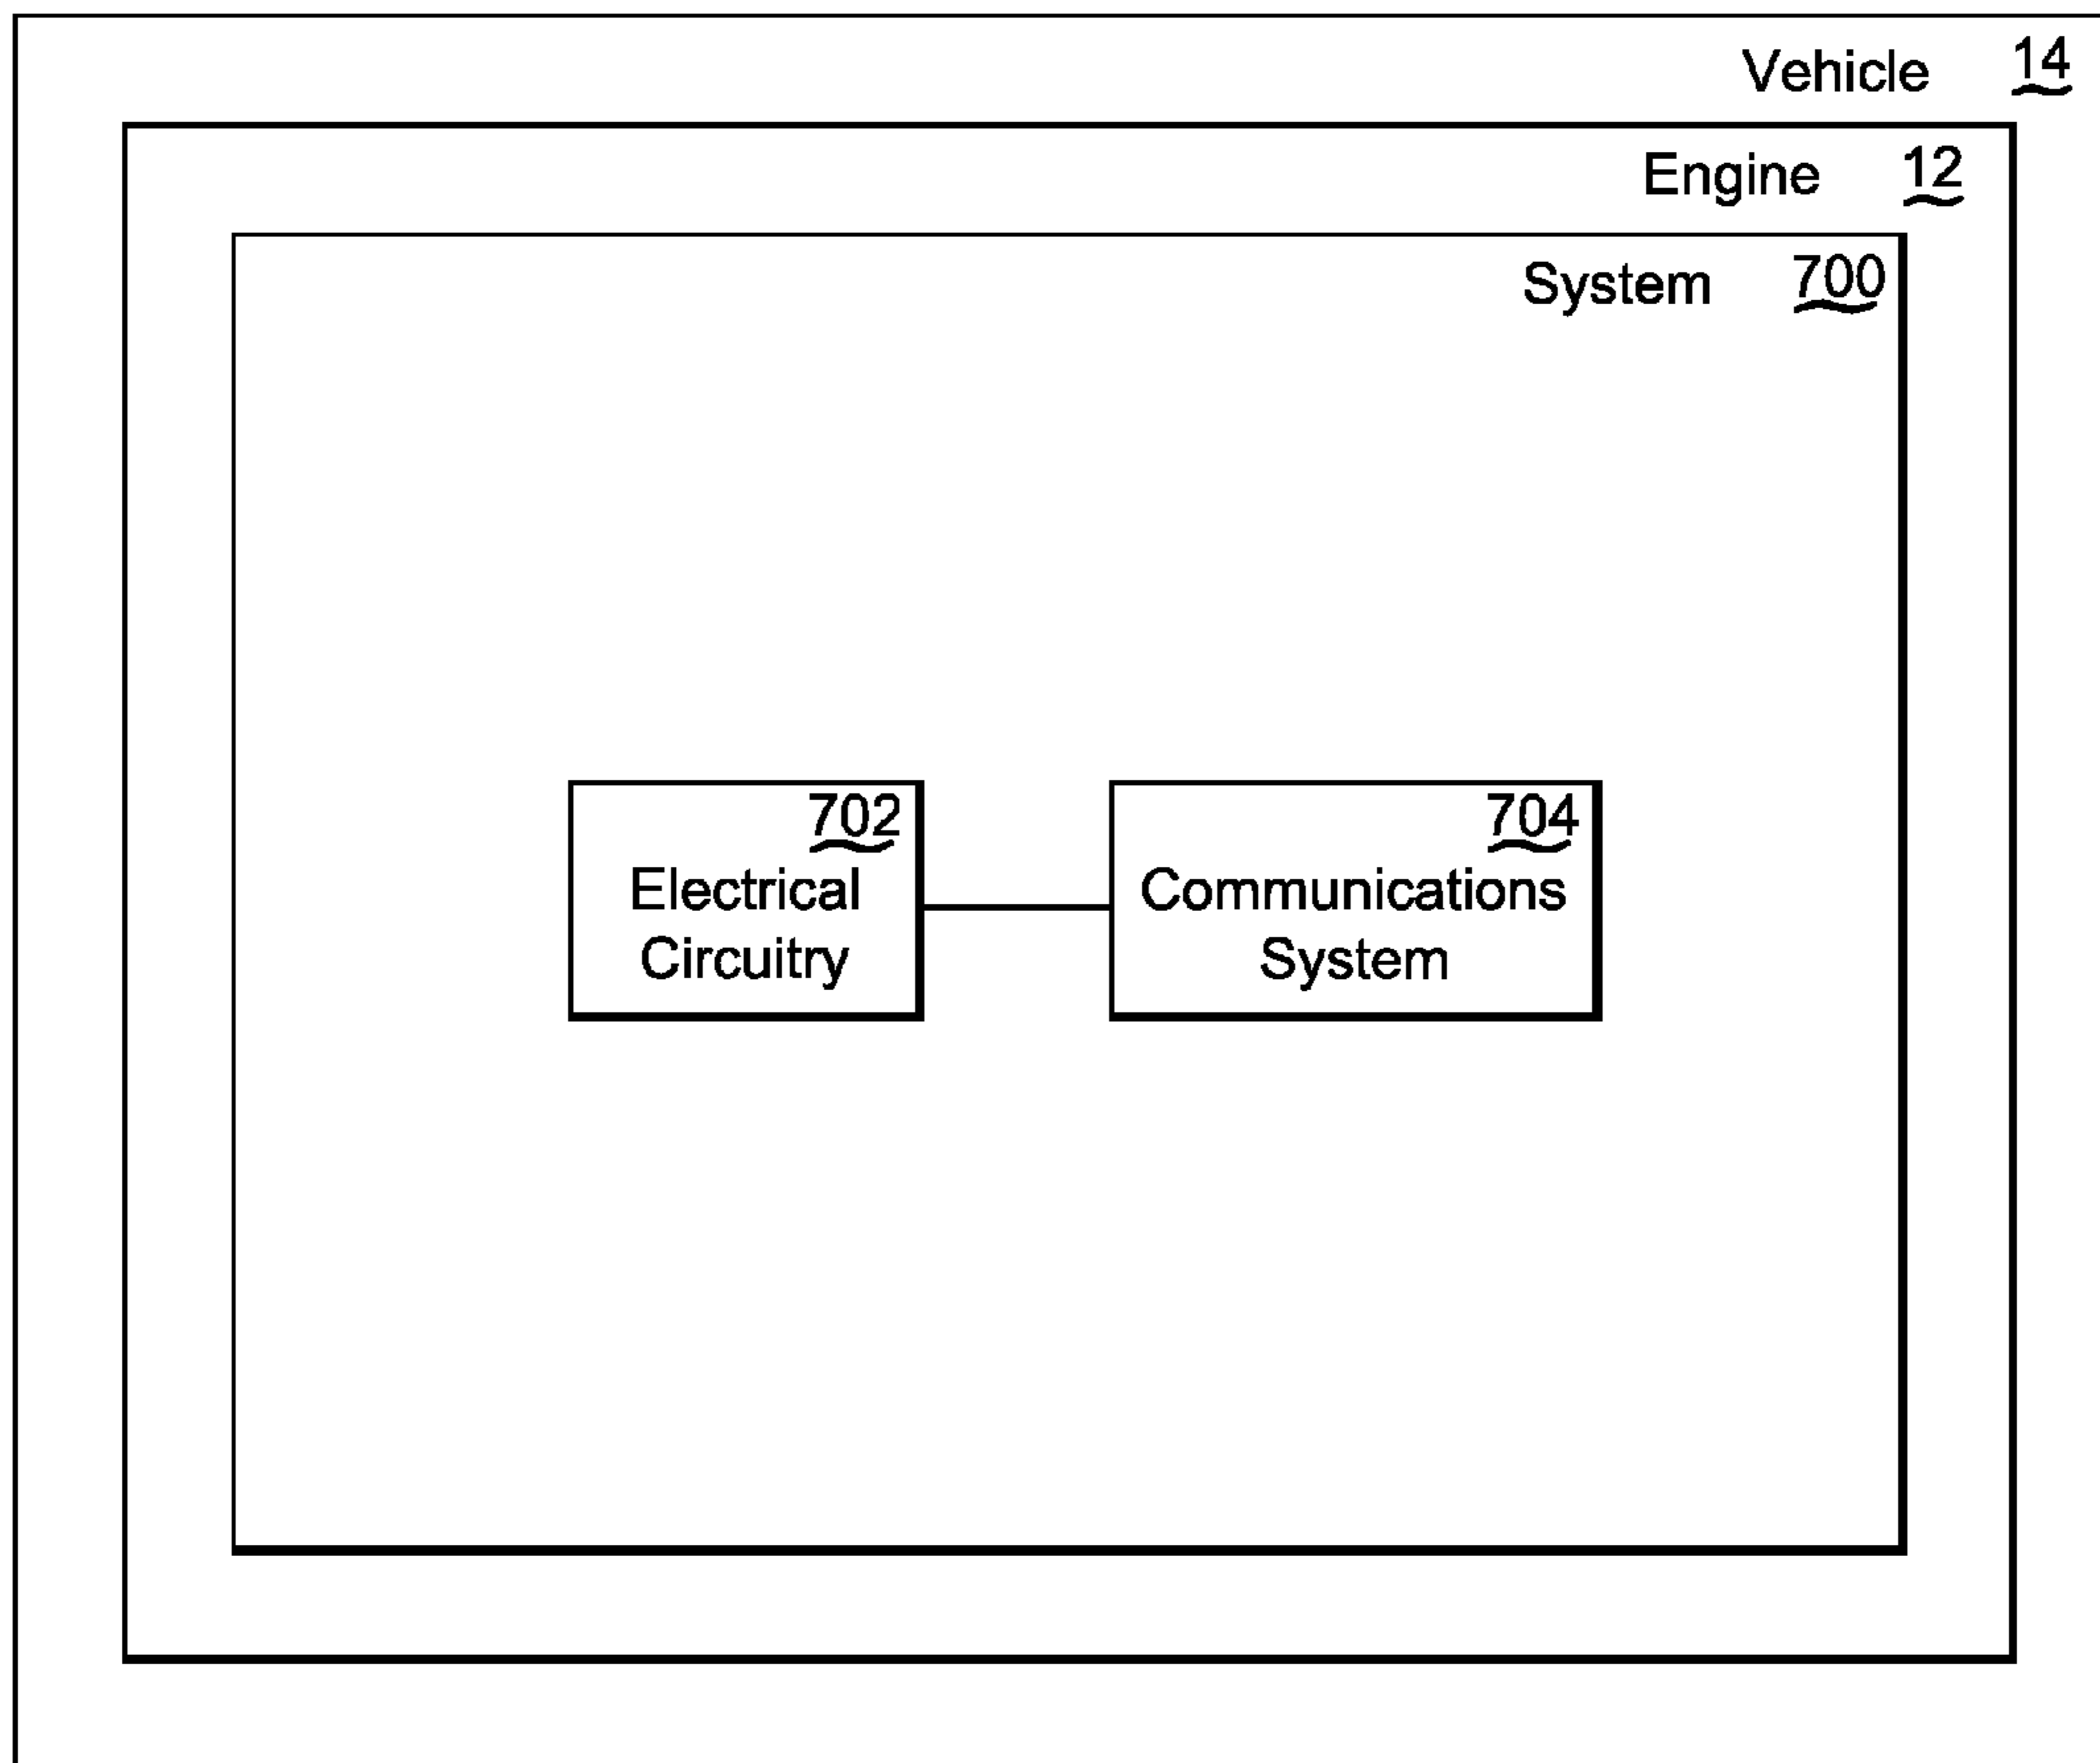 Vehicle 14
Engine 12
System 700
702
Electrical
Circuitry
704
Communications
System